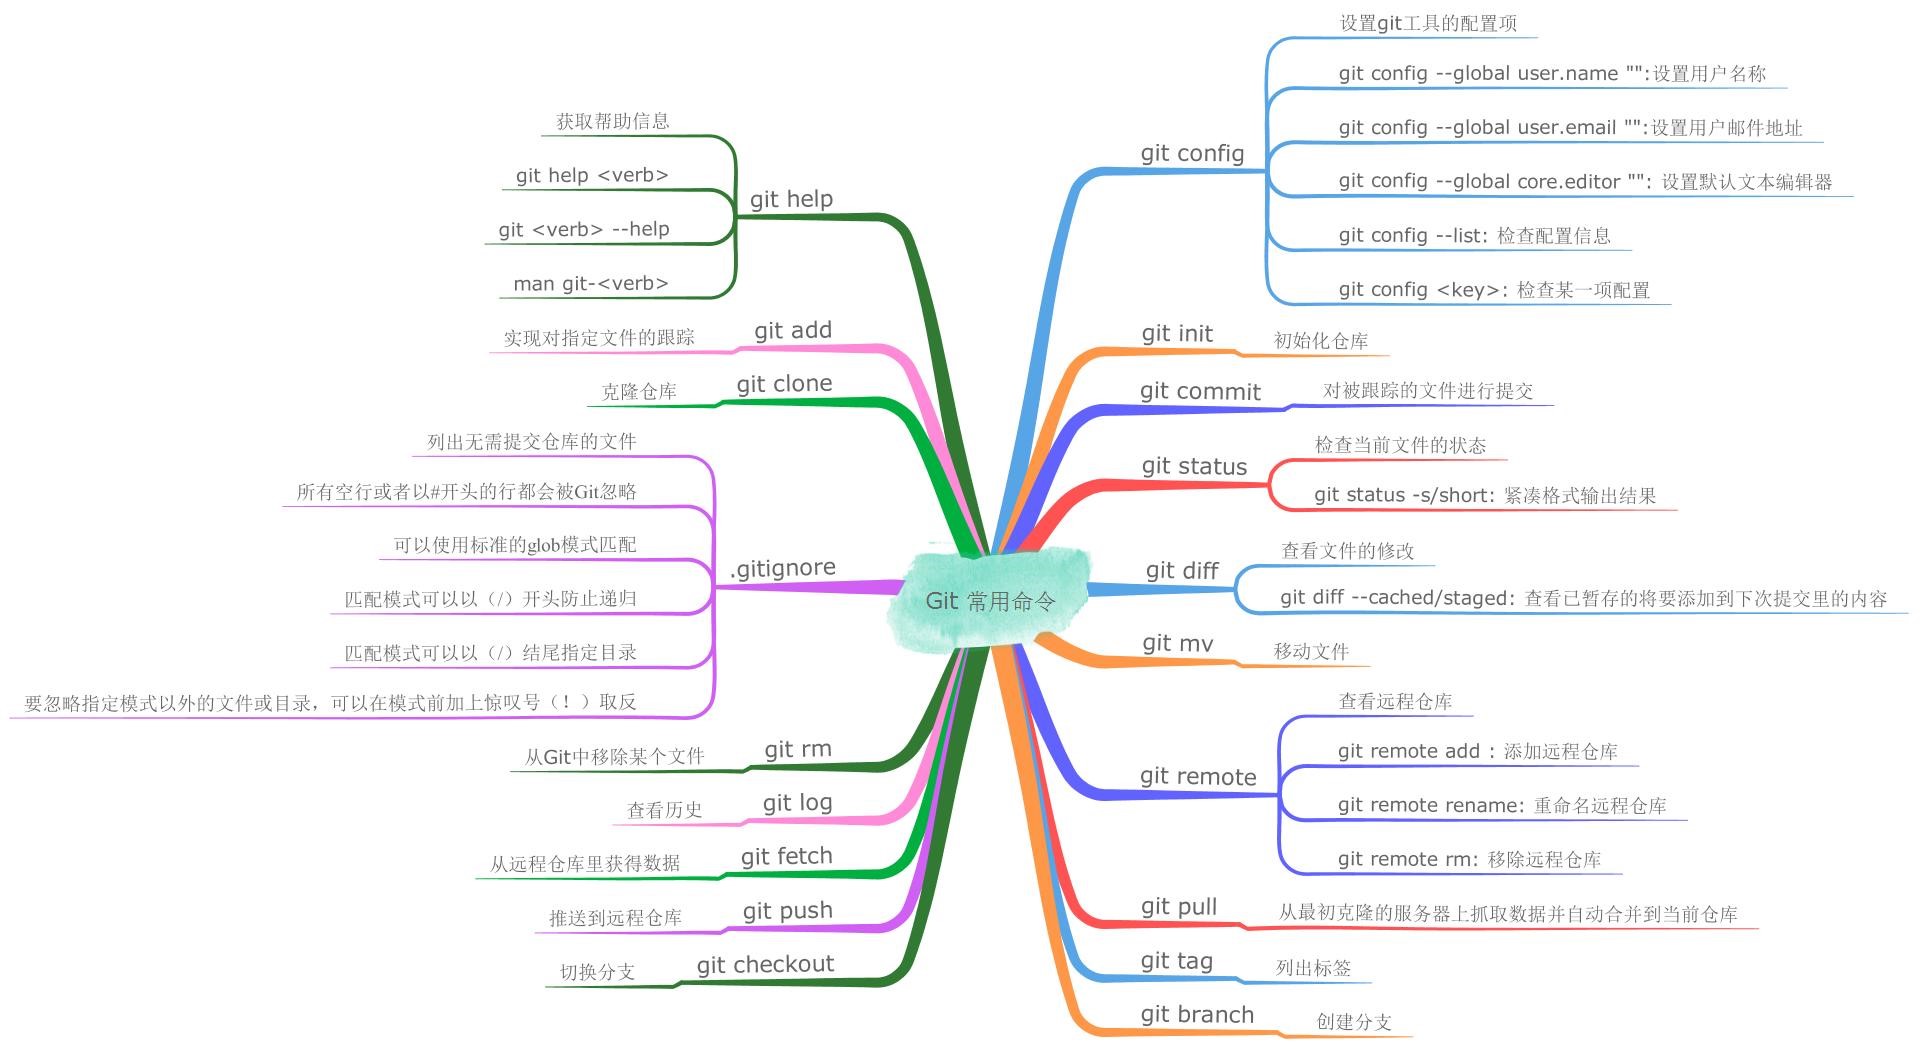 Git 常用命令
git config
设置git工具的配置项
git config --global user.name "":设置用户名称
git config --global user.email "":设置用户邮件地址
git config --global core.editor "": 设置默认文本编辑器
git config --list: 检查配置信息
git config <key>: 检查某一项配置
git init
初始化仓库
git commit
对被跟踪的文件进行提交
git status
检查当前文件的状态
git status -s/short: 紧凑格式输出结果
git diff
查看文件的修改
git diff --cached/staged: 查看已暂存的将要添加到下次提交里的内容
git mv
移动文件
git remote
查看远程仓库
git remote add : 添加远程仓库
git remote rename: 重命名远程仓库
git remote rm: 移除远程仓库
git pull
从最初克隆的服务器上抓取数据并自动合并到当前仓库
git tag
列出标签
git branch
创建分支
git help
获取帮助信息
git help <verb>
git <verb> --help
man git-<verb>
git add
实现对指定文件的跟踪
git clone
克隆仓库
.gitignore
列出无需提交仓库的文件
所有空行或者以#开头的行都会被Git忽略
可以使用标准的glob模式匹配
匹配模式可以以（/）开头防止递归
匹配模式可以以（/）结尾指定目录
要忽略指定模式以外的文件或目录，可以在模式前加上惊叹号（！）取反
git rm
从Git中移除某个文件
git log
查看历史
git fetch
从远程仓库里获得数据
git push
推送到远程仓库
git checkout
切换分支